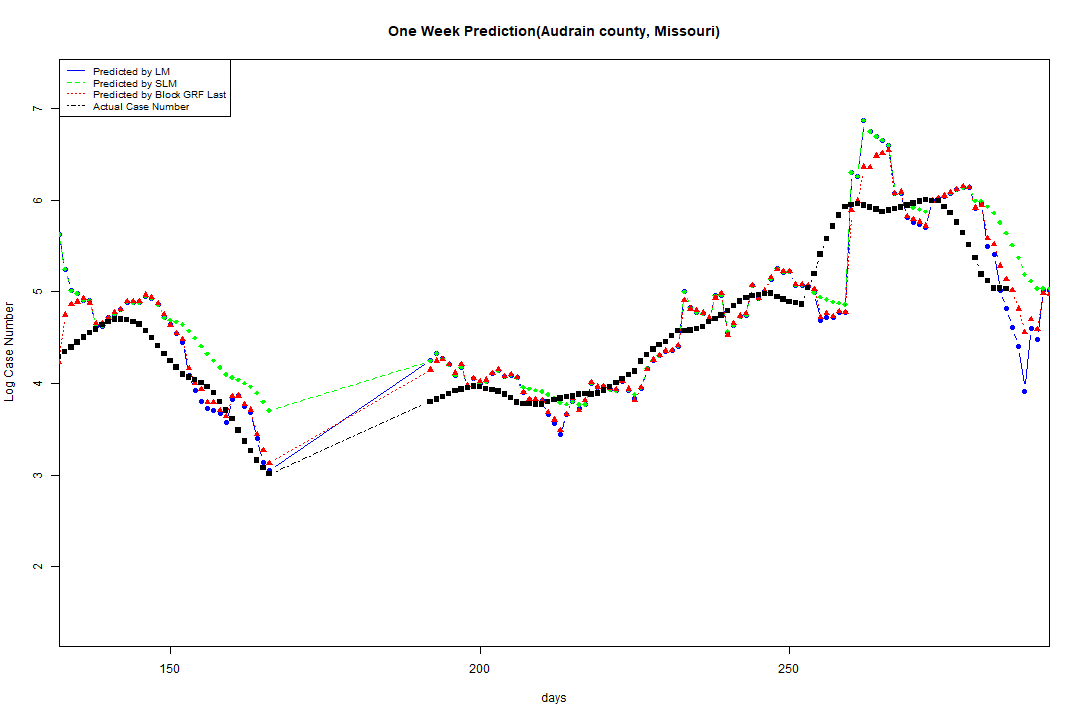 One Week Prediction(Audrain county, Missouri)
Predicted by LM
Predicted by SLM
Predicted by Block GRF Last
Actual Case Number
Log Case Number
7
6
5
4
3
2
150 200 250
days